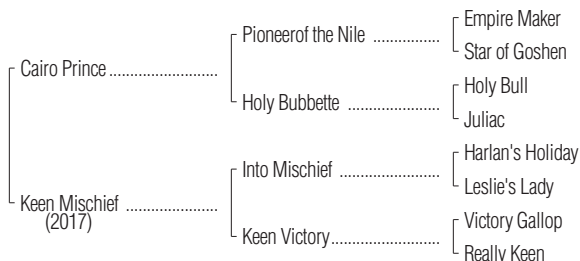 Empire Maker
Pioneerof the Nile ................
Star of Goshen
Cairo Prince ..........................
Holy Bull
Holy Bubbette ......................
Juliac
Harlan's Holiday
Into Mischief ........................
Leslie's Lady
Keen Mischief ......................
(2017)
Victory Gallop
Keen Victory..........................
Really Keen